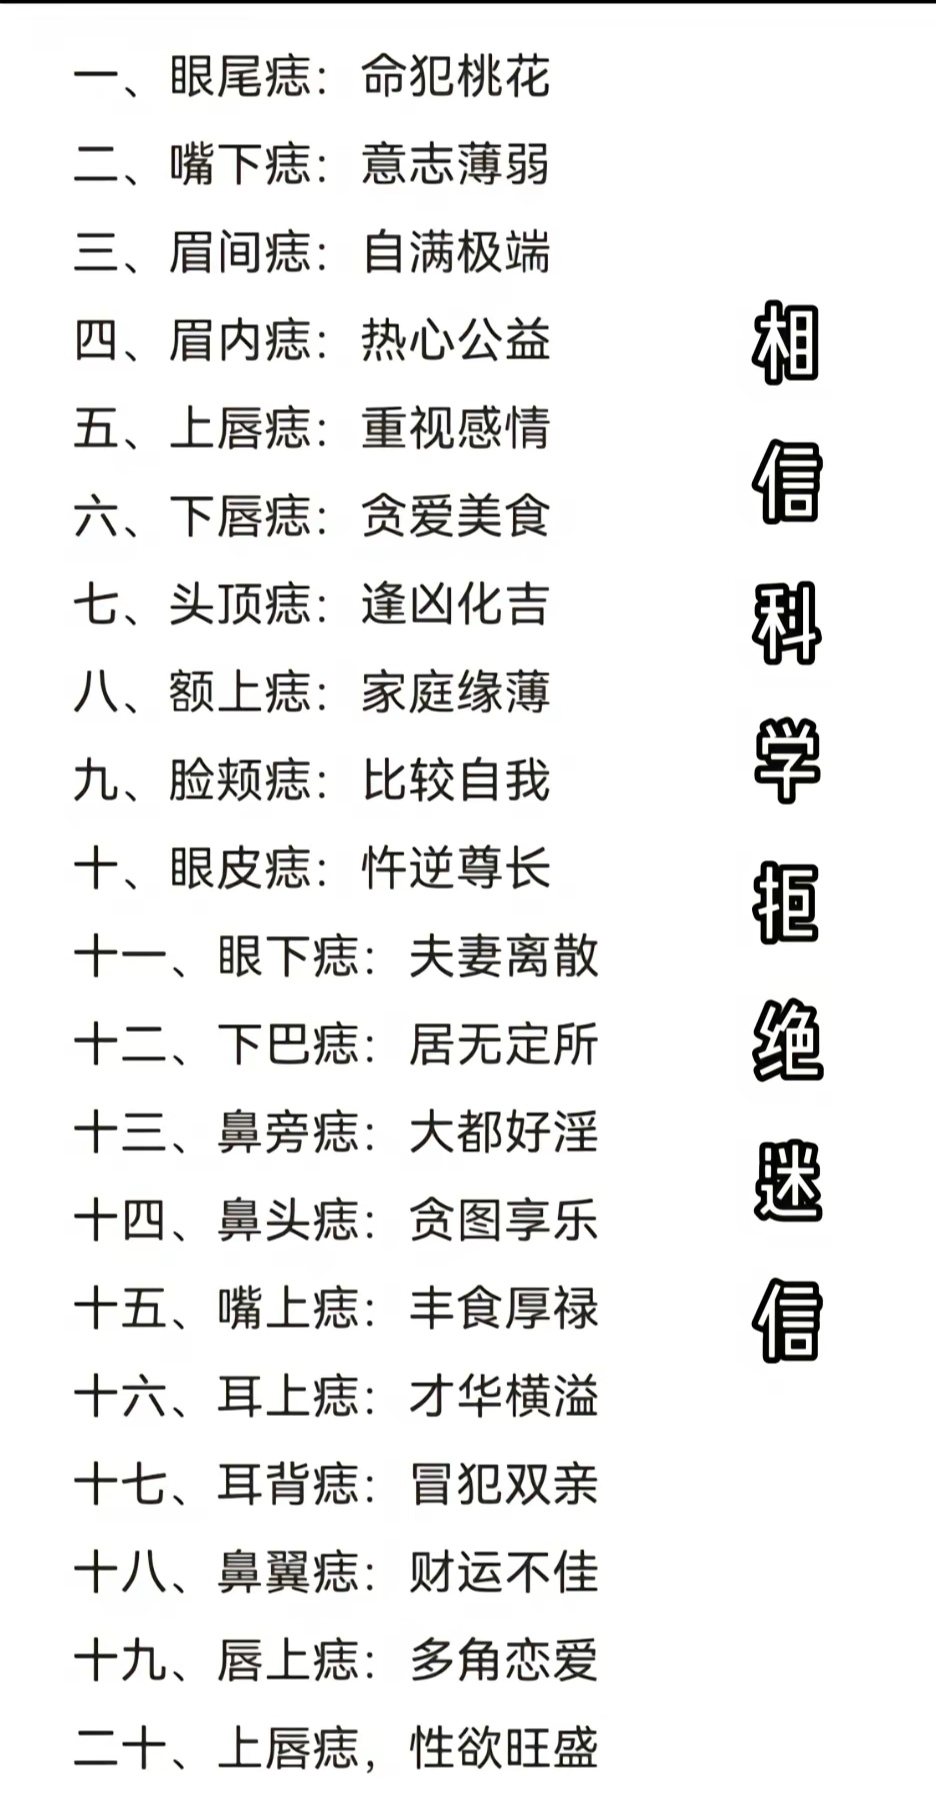 一、眼尾痣：命犯桃花
二、嘴下痣：意志薄弱
三、眉间痣：自满极端
四、眉内痣：热心公益
五、上唇痣：重视感情
六、下唇痣：贪爱美食
七、头顶痣：逢凶化吉
八、额上痣：家庭缘薄
九、脸颊痣：比较自我
十、眼皮痣：忤逆尊长
十一、眼下痣：夫妻离散
十二、下巴痣：居无定所
十三、鼻旁痣：大都好淫
十四、鼻头痣：贪图享乐
十五、嘴上痣：丰食厚禄
十六、耳上痣：才华横溢
十七、耳背痣：冒犯双亲
十八、鼻翼痣：财运不佳
十九、唇上痣：多角恋爱
二十、上唇痣，性欲旺盛
相信科学拒绝迷信